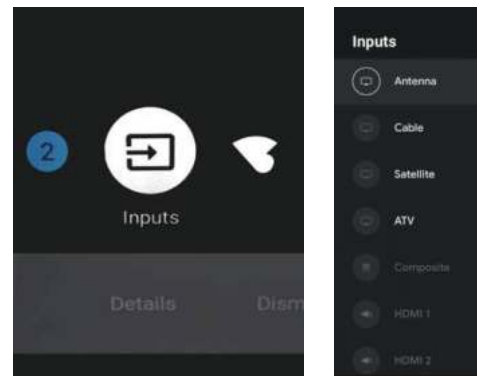 2
Inputs
Details
Dism
Inputs
Antenna
Cable
Satellite
ATV
Composite
HDMI 1
HDMI 2